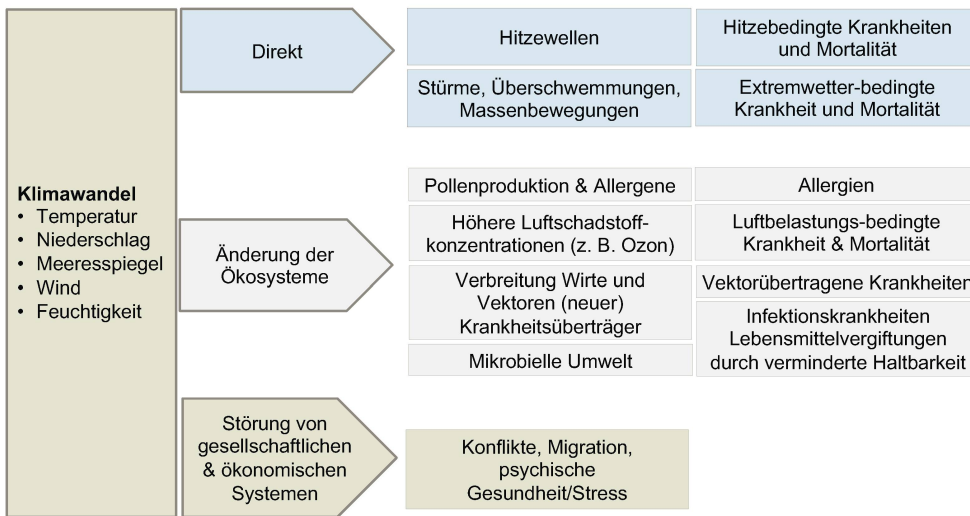 Klimawandel
• Temperatur
• Niederschlag
• Meeresspiegel
• Wind
• Feuchtigkeit
Direkt
Hitzewellen
Hitzebedingte Krankheiten
und Mortalität
Stürme, Überschwemmungen,
Massenbewegungen
Extremwetter-bedingte
Krankheit und Mortalität
Änderung der
Ökosysteme
Pollenproduktion & Allergene
Allergien
Höhere Luftschadstoff-
konzentrationen (z. B. Ozon)
Luftbelastungs-bedingte
Krankheit & Mortalität
Verbreitung Wirte und
Vektoren (neuer)
Krankheitsüberträger
Vektorübertragene Krankheiten
Mikrobielle Umwelt
Infektionskrankheiten
Lebensmittelvergiftungen
durch verminderte Haltbarkeit
Störung von
gesellschaftlichen
& ökonomischen
Systemen
Konflikte, Migration,
psychische
Gesundheit/Stress